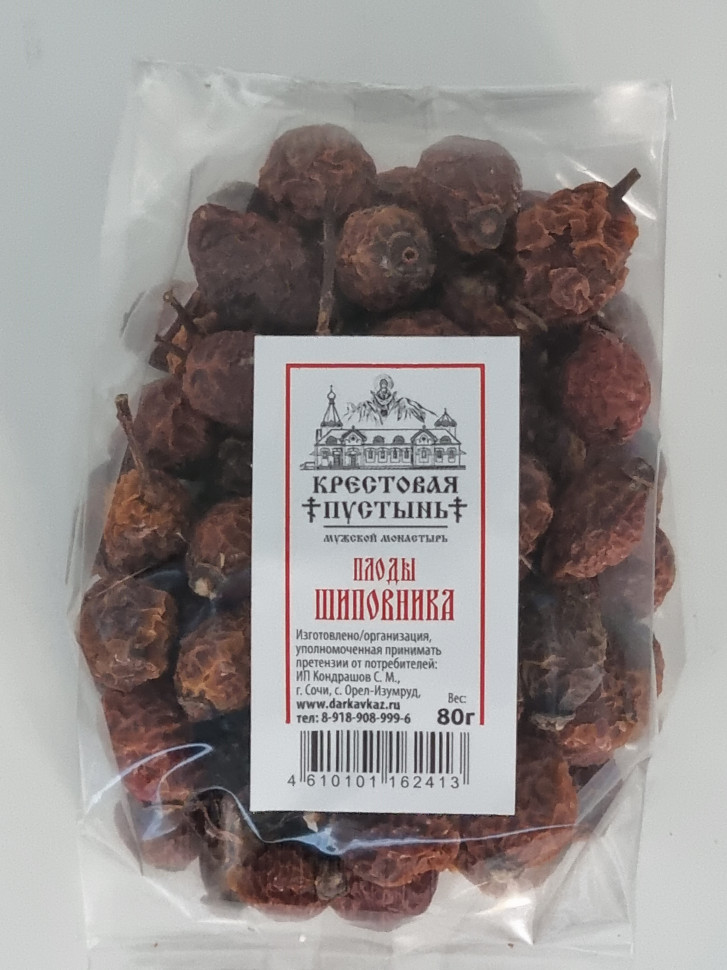 КРЕСТОВАЯ
ПУСТЫНЬ
МУЖСКОЙ МОНАСТЫРЬ
ПЛОДЫ
ШИПОВНИКА
Изготовлено/организация,
уполномоченная принимать
претензии от потребителей:
ИП Кондрашов С. М.,
г. Сочи, с. Орел-Изумруд,
www.darkavkaz.ru
тел: 8-918-908-999-6
Вес:
80г
4 610101 162413